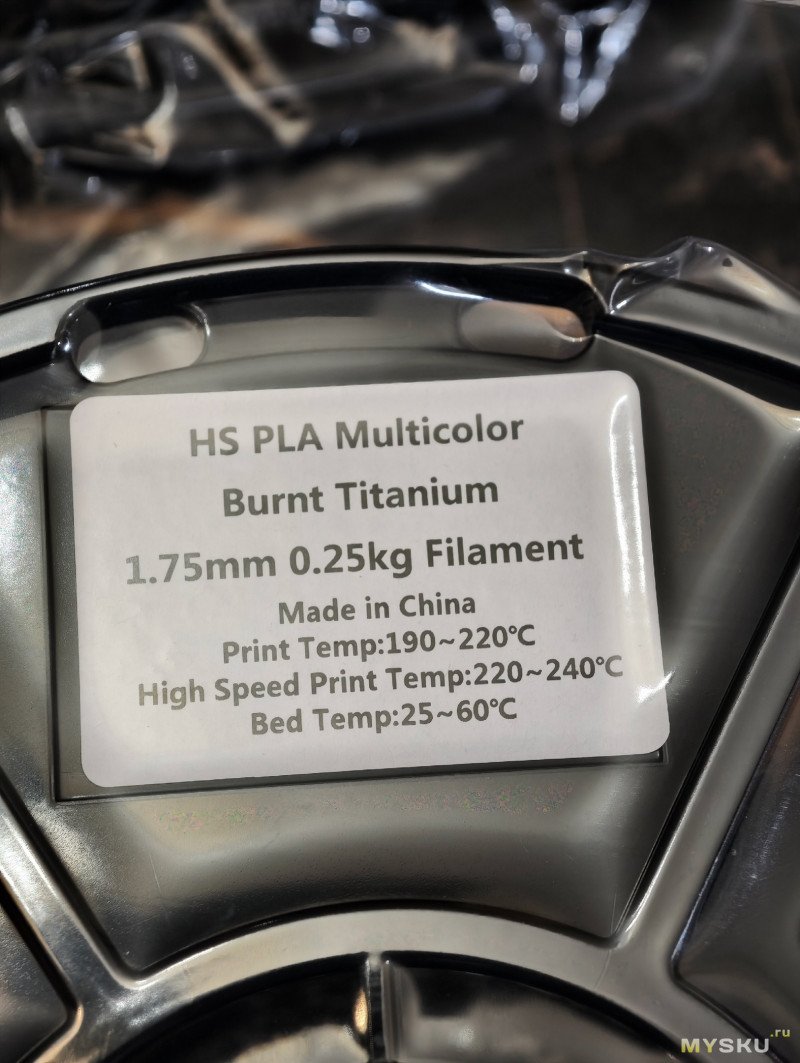 HS PLA Multicolor
Burnt Titanium
1.75mm 0.25kg Filament
Made in China
Print Temp:190~220℃
High Speed Print Temp:220~240℃
Bed Temp:25~60℃
MYSKU.ru